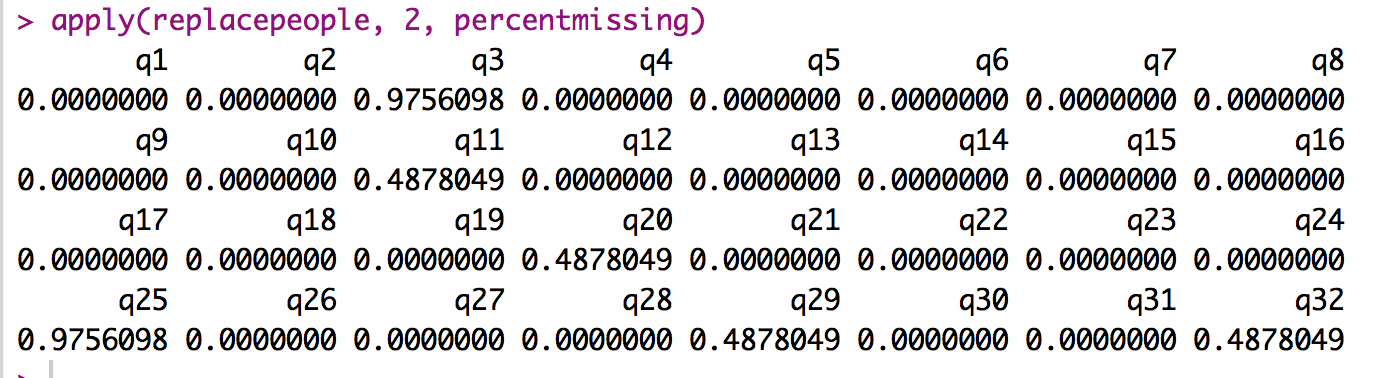 > apply(replacepeople, 2, percentmissing)
q1 q2 q3 q4 q5 q6 q7 q8
0.0000000 0.0000000 0.9756098 0.0000000 0.0000000 0.0000000 0.0000000 0.0000000
q9 q10 q11 q12 q13 q14 q15 q16
0.0000000 0.0000000 0.4878049 0.0000000 0.0000000 0.0000000 0.0000000 0.0000000
q17 q18 q19 q20 q21 q22 q23 q24
0.0000000 0.0000000 0.0000000 0.4878049 0.0000000 0.0000000 0.0000000 0.0000000
q25 q26 q27 q28 q29 q30 q31 q32
0.9756098 0.0000000 0.0000000 0.0000000 0.4878049 0.0000000 0.0000000 0.4878049
>